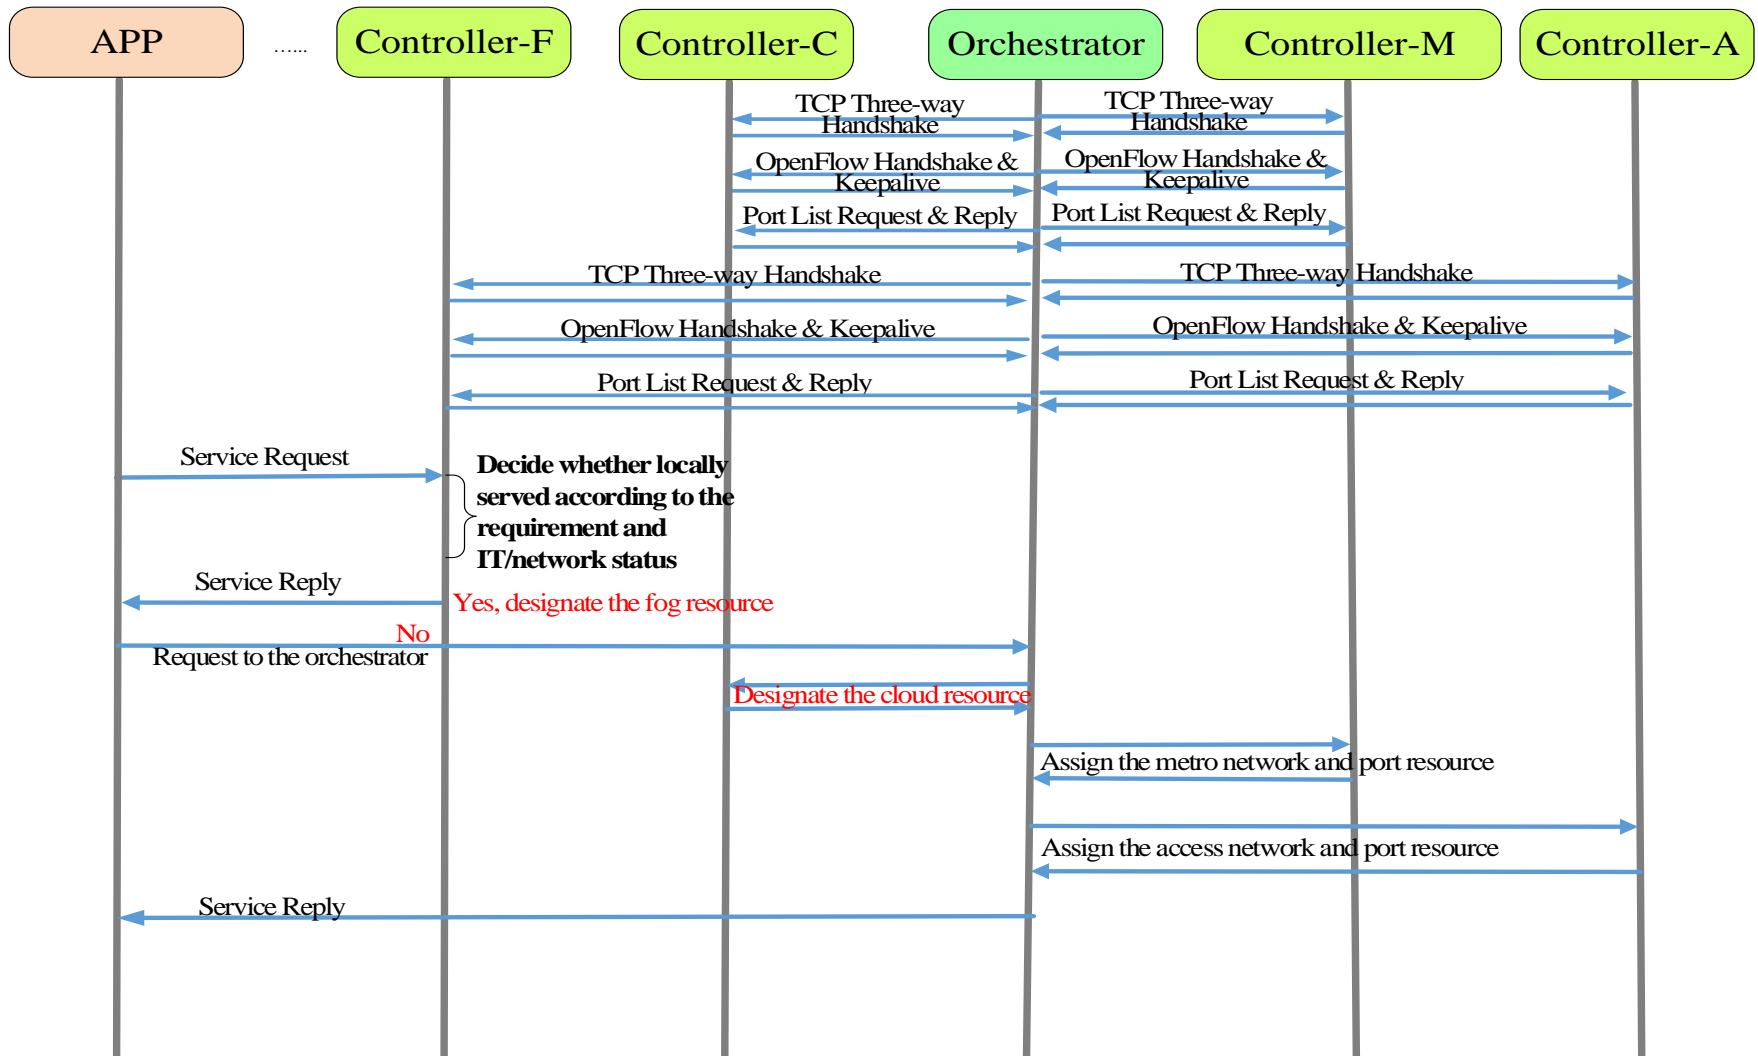 APP
......
Controller-F
Controller-C
Orchestrator
Controller-M
Controller-A
TCP Three-way
Handshake
TCP Three-way
Handshake
OpenFlow Handshake &
Keepalive
OpenFlow Handshake &
Keepalive
Port List Request & Reply
Port List Request & Reply
TCP Three-way Handshake
TCP Three-way Handshake
OpenFlow Handshake & Keepalive
OpenFlow Handshake & Keepalive
Port List Request & Reply
Port List Request & Reply
Service Request
Decide whether locally
served according to the
requirement and
IT/network status
Service Reply
Yes, designate the fog resource
No
Request to the orchestrator
Designate the cloud resource
Assign the metro network and port resource
Assign the access network and port resource
Service Reply